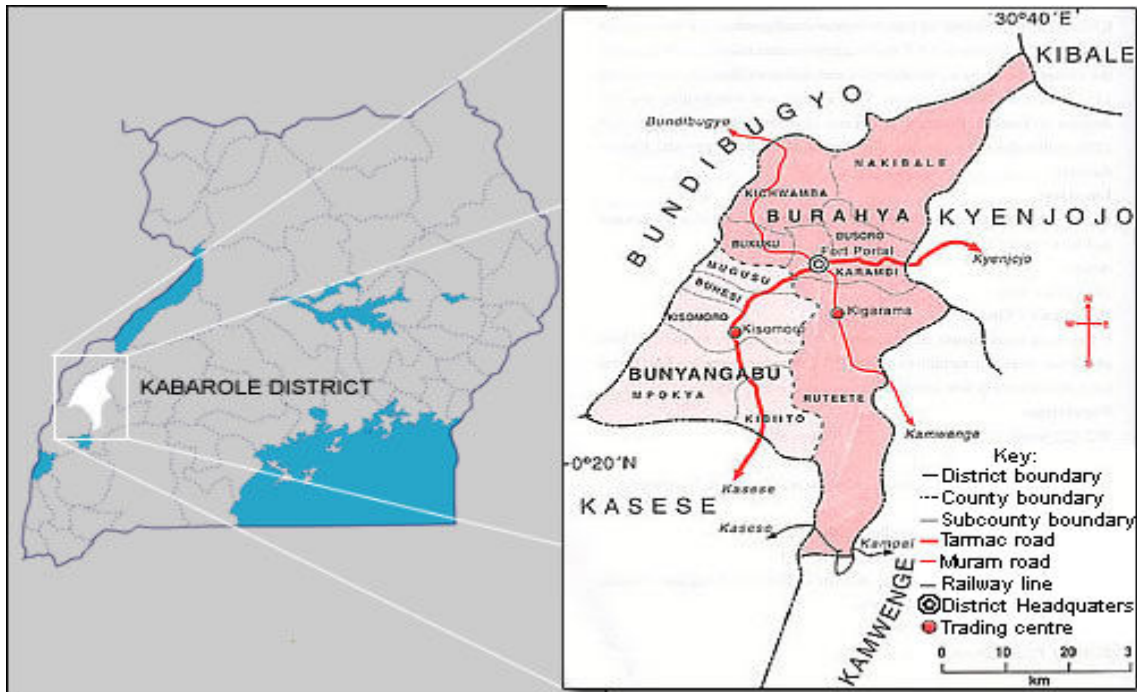 KABAROLE DISTRICT
30°40´E
KIBALE
BUNDIBUGYO
Bundibugyo
NAKIBALE
KICHWAMBA
BURAHYA
KYENJOJO
BUSORO
BUKUKU
Fort Portal
Kyenjojo
MUGUSU
KARAMBI
BUHESI
KISOMORO
Kisomoro
Kigarama
N
W
E
BUNYANGABU
MPOKYA
RUTEETE
KIBIITO
Kamwenge
0°20´N
KASESE
Kasese
Kasese
KAMWENGE
Key:
District boundary
County boundary
Subcounty boundary
Tarmac road
Muram road
Railway line
District Headquaters
Trading centre
0 10 20 3
km